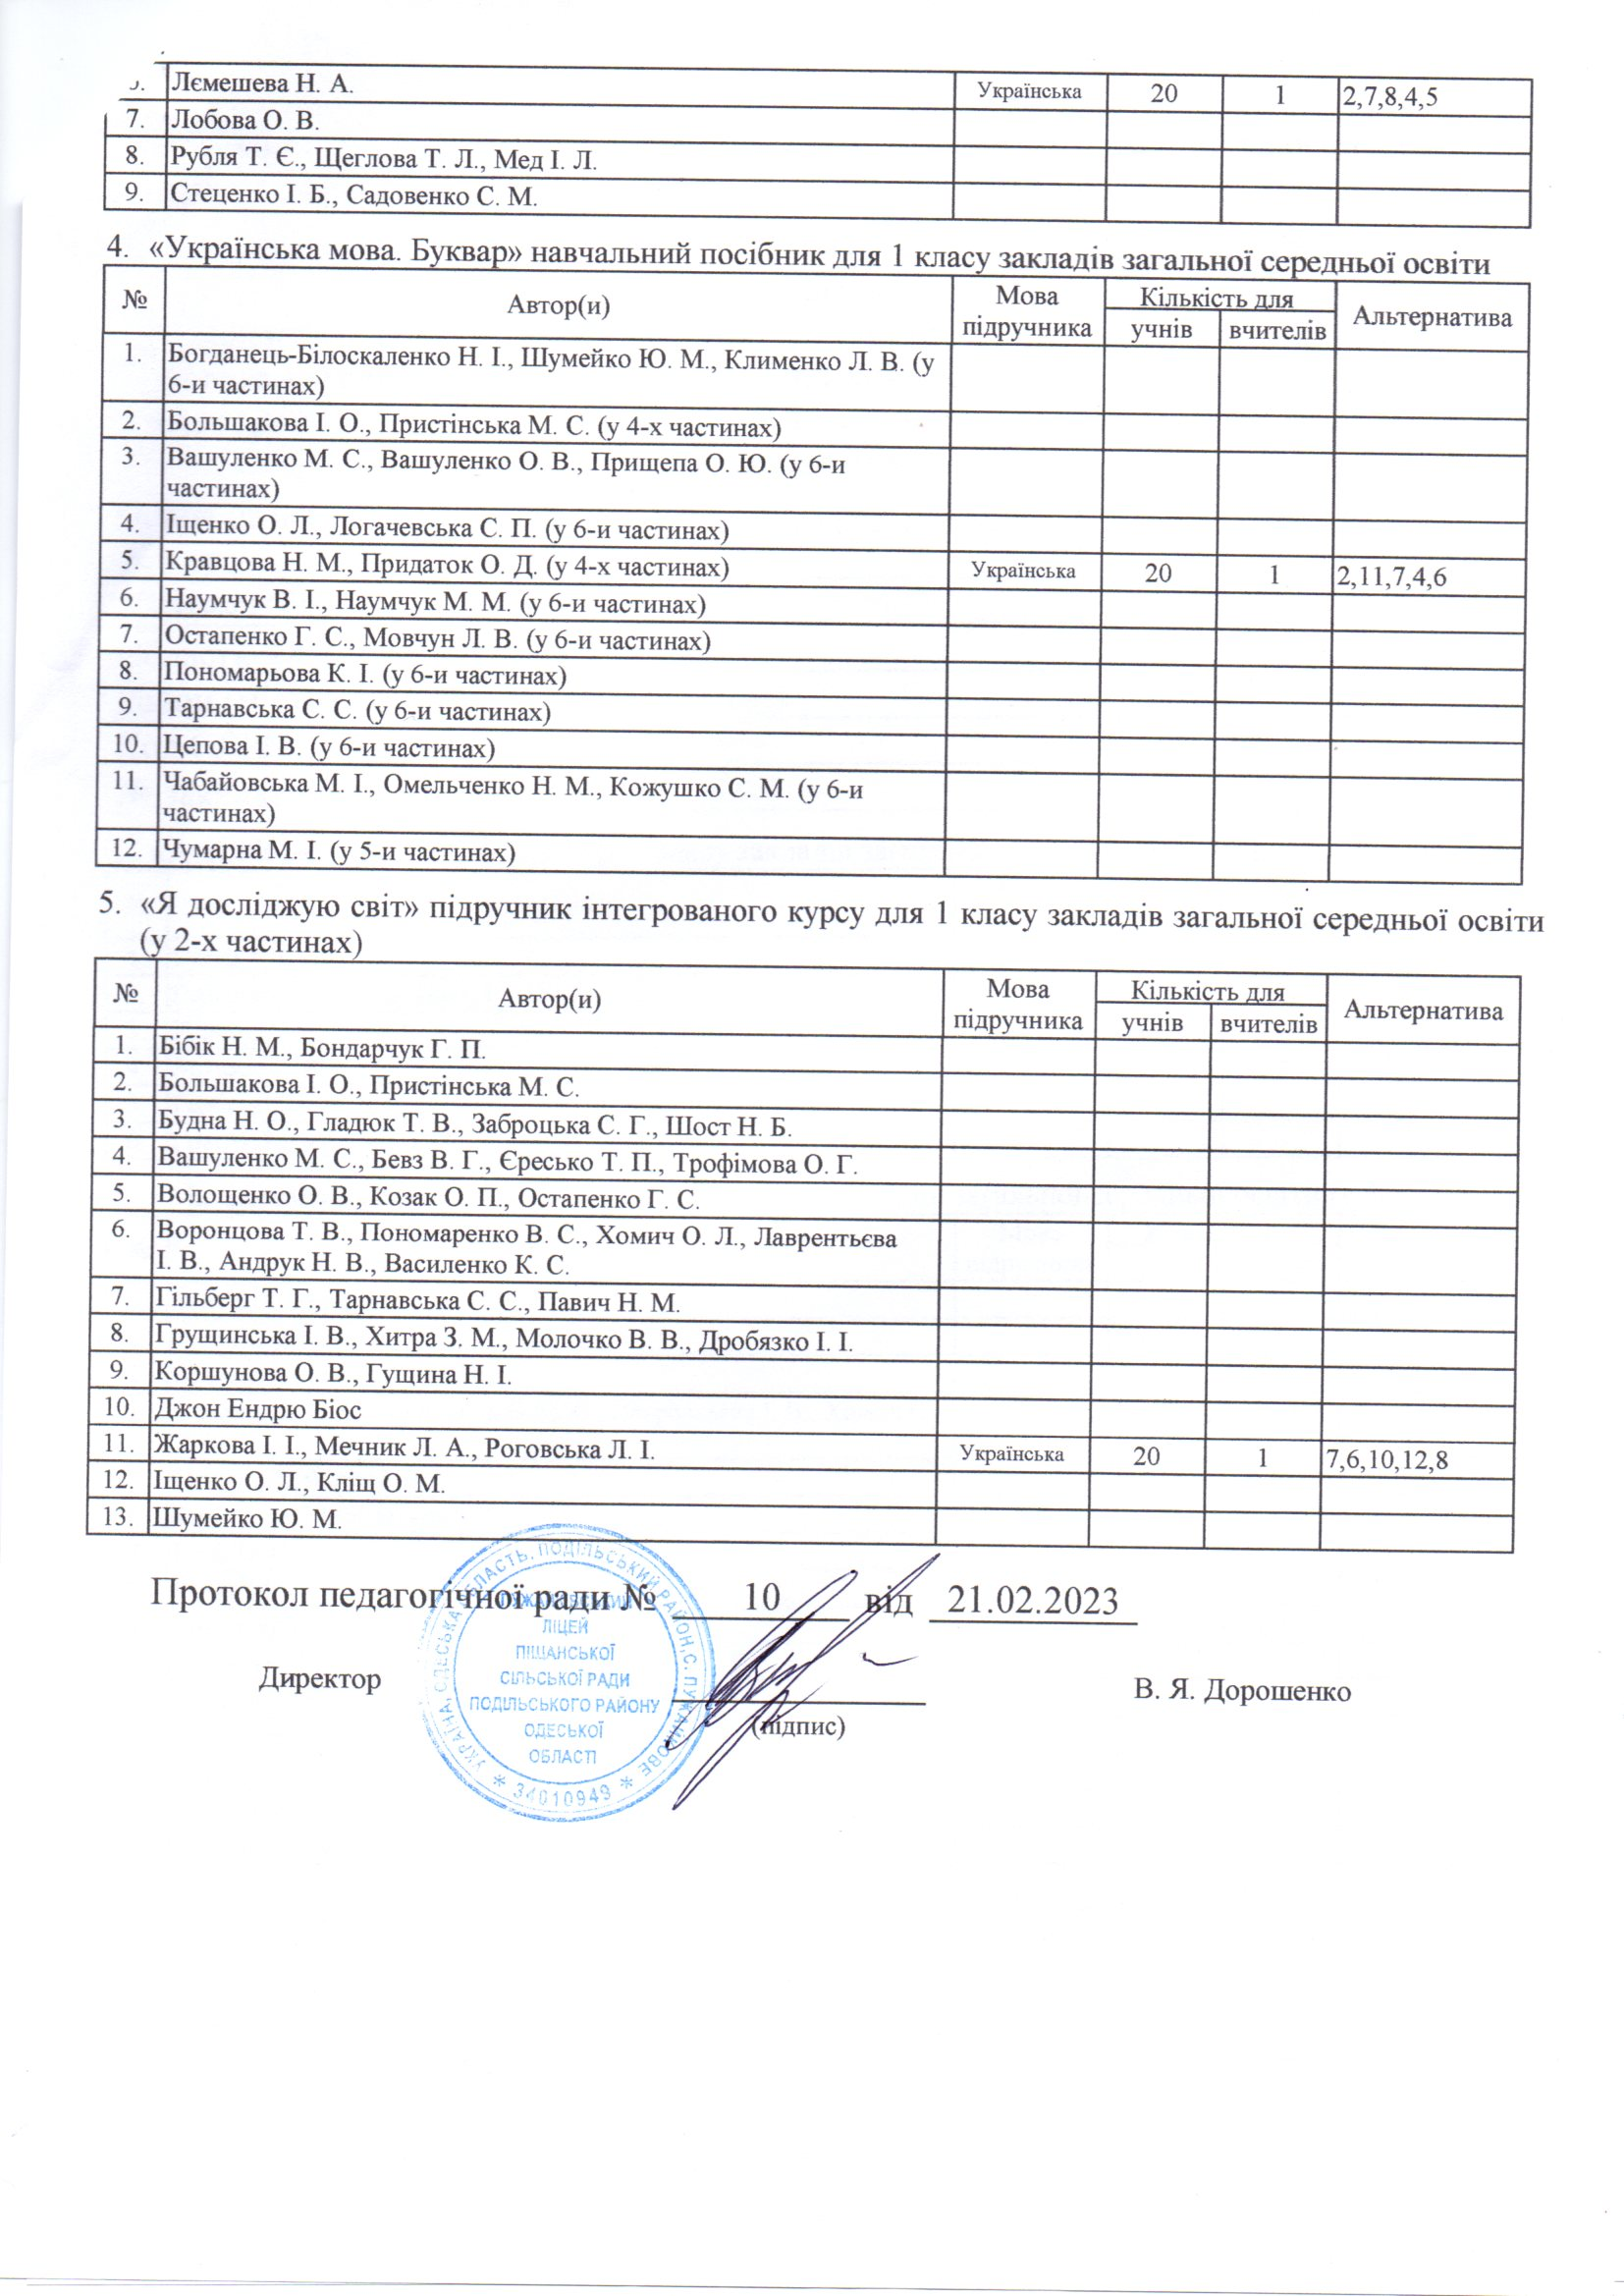 Лємешева Н. А. Українська 20 1 2,7,8,4,5
7. Лобова О. В.
8. Рубля Т. Є., Щеглова Т. Л., Мед І. Л.
9. Стеценко І. Б., Садовенко С. М.
4. «Українська мова. Буквар» навчальний посібник для 1 класу закладів загальної середньої освіти
№ Автор(и) Мова підручника Кількість для Альтернатива
учнів вчителів
1. Богданець-Білоскаленко Н. І., Шумейко Ю. М., Клименко Л. В. (у
6-и частинах)
2. Большакова І. О., Пристінська М. С. (у 4-х частинах)
3. Вашуленко М. С., Вашуленко О. В., Прищепа О. Ю. (у 6-и
частинах)
4. Іщенко О. Л., Логачевська С. П. (у 6-и частинах)
5. Кравцова Н. М., Придаток О. Д. (у 4-х частинах) Українська 20 1 2,11,7,4,6
6. Наумчук В. І., Наумчук М. М. (у 6-и частинах)
7. Остапенко Г. С., Мовчун Л. В. (у 6-и частинах)
8. Пономарьова К. І. (у 6-и частинах)
9. Тарнавська С. С. (у 6-и частинах)
10. Цепова І. В. (у 6-и частинах)
11. Чабайовська М. І., Омельченко Н. М., Кожушко С. М. (у 6-и
частинах)
12. Чумарна М. І. (у 5-и частинах)
5. «Я досліджую світ» підручник інтегрованого курсу для 1 класу закладів загальної середньої освіти
(у 2-х частинах)
№ Автор(и) Мова підручника Кількість для Альтернатива
учнів вчителів
1. Бібік Н. М., Бондарчук Г. П.
2. Большакова І. О., Пристінська М. С.
3. Будна Н. О., Гладюк Т. В., Заброцька С. Г., Шост Н. Б.
4. Вашуленко М. С., Бевз В. Г., Єресько Т. П., Трофімова О. Г.
5. Волощенко О. В., Козак О. П., Остапенко Г. С.
6. Воронцова Т. В., Пономаренко В. С., Хомич О. Л., Лаврентьєва
І. В., Андрук Н. В., Василенко К. С.
7. Гільберг Т. Г., Тарнавська С. С., Павич Н. М.
8. Грущинська І. В., Хитра З. М., Молочко В. В., Дробязко І. І.
9. Коршунова О. В., Гущина Н. І.
10. Джон Ендрю Біос
11. Жаркова І. І., Мечник Л. А., Роговська Л. І. Українська 20 1 7,6,10,12,8
12. Іщенко О. Л., Кліщ О. М.
13. Шумейко Ю. М.
Протокол педагогічної ради № 10 від 21.02.2023
Директор В. Я. Дорошенко
(підпис)
УКРАЇНА, ОДЕСЬКА ОБЛАСТЬ, ПОДІЛЬСЬКИЙ РАЙОН, С. ЛУЖАНКОВЕ
ЛІЦЕЙ
ПІЩАНСЬКОЇ
СІЛЬСЬКОЇ РАДИ
ПОДІЛЬСЬКОГО РАЙОНУ
ОДЕСЬКОЇ
ОБЛАСТІ
* 34010949 *